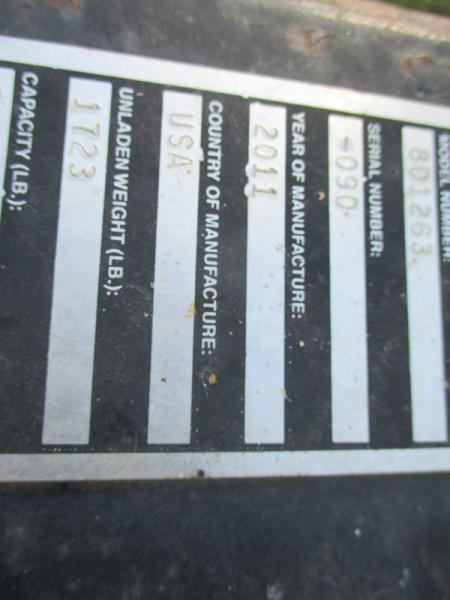 MODEL NUMBER:
801263
SERIAL NUMBER:
-090
YEAR OF MANUFACTURE:
2011
COUNTRY OF MANUFACTURE:
USA
UNLADEN WEIGHT (LB.):
1723
CAPACITY (LB.):